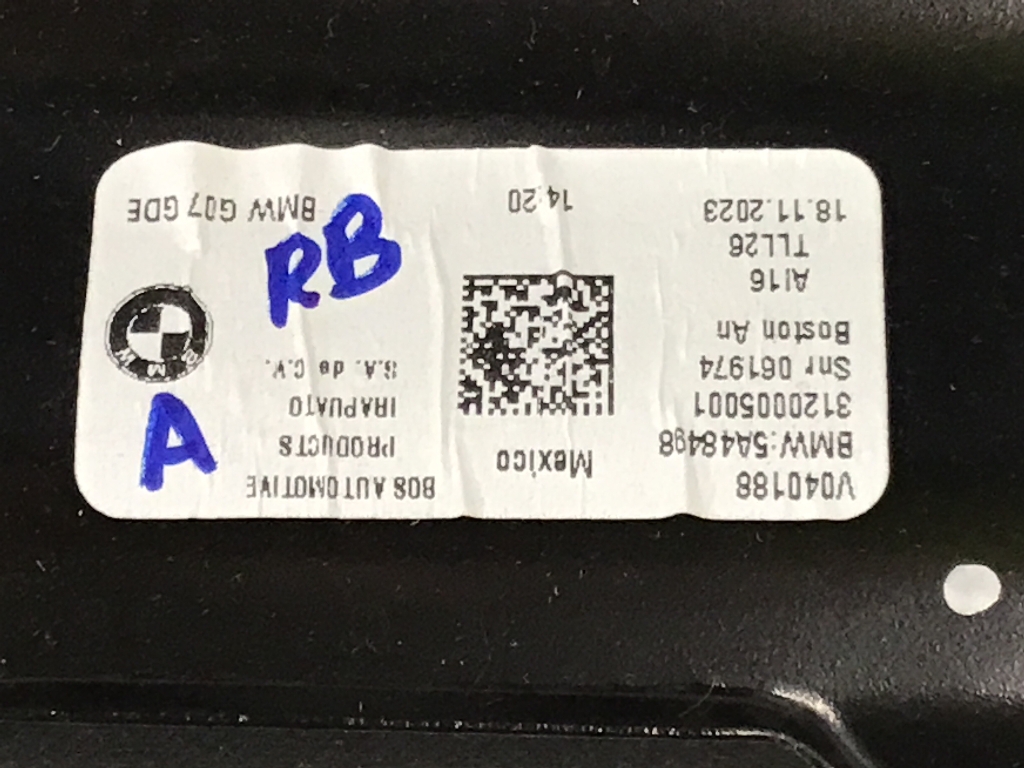 V040188
BMW:5A48498
3120005001
Snr 061974
Boston An
AI16
TLL26
18.11.2023
Mexico
14:20
BOS AUTOMOTIVE
PRODUCTS
IRAPUATO
S.A. de C.V.
BMW G07 GDE
BMW
RB
A